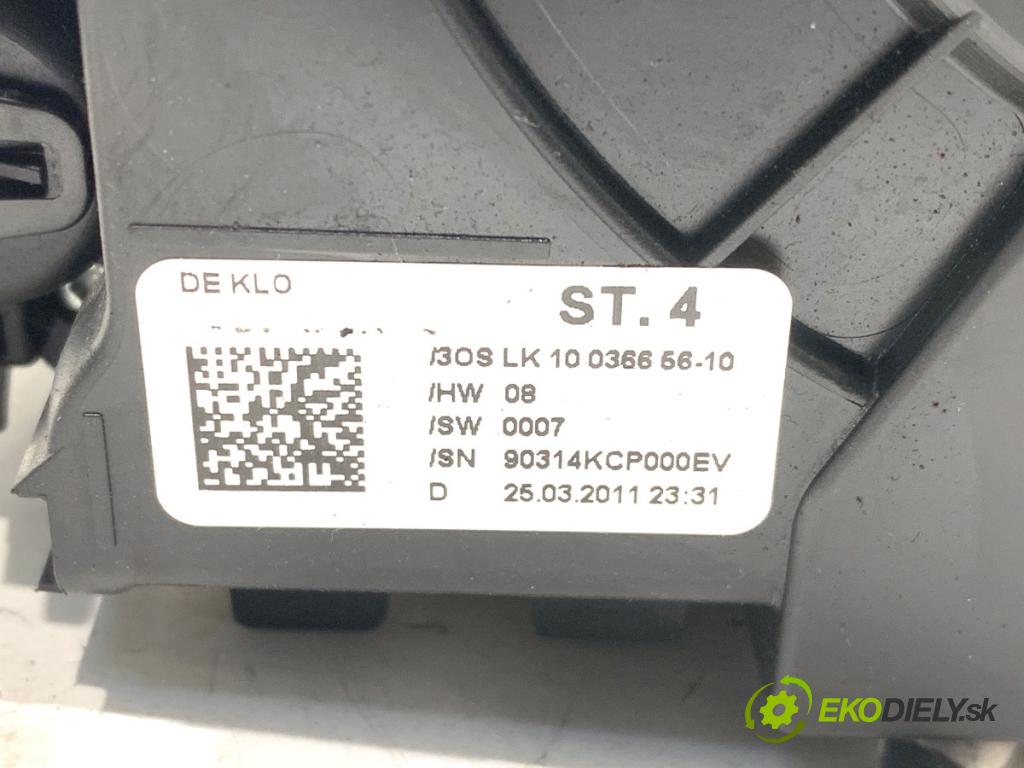 DE KLO
ST. 4
/3OS LK 10 0366 56-10
/HW 08
/SW 0007
/SN 90314KCP000EV
D 25.03.2011 23:31
EKODIELY.sk